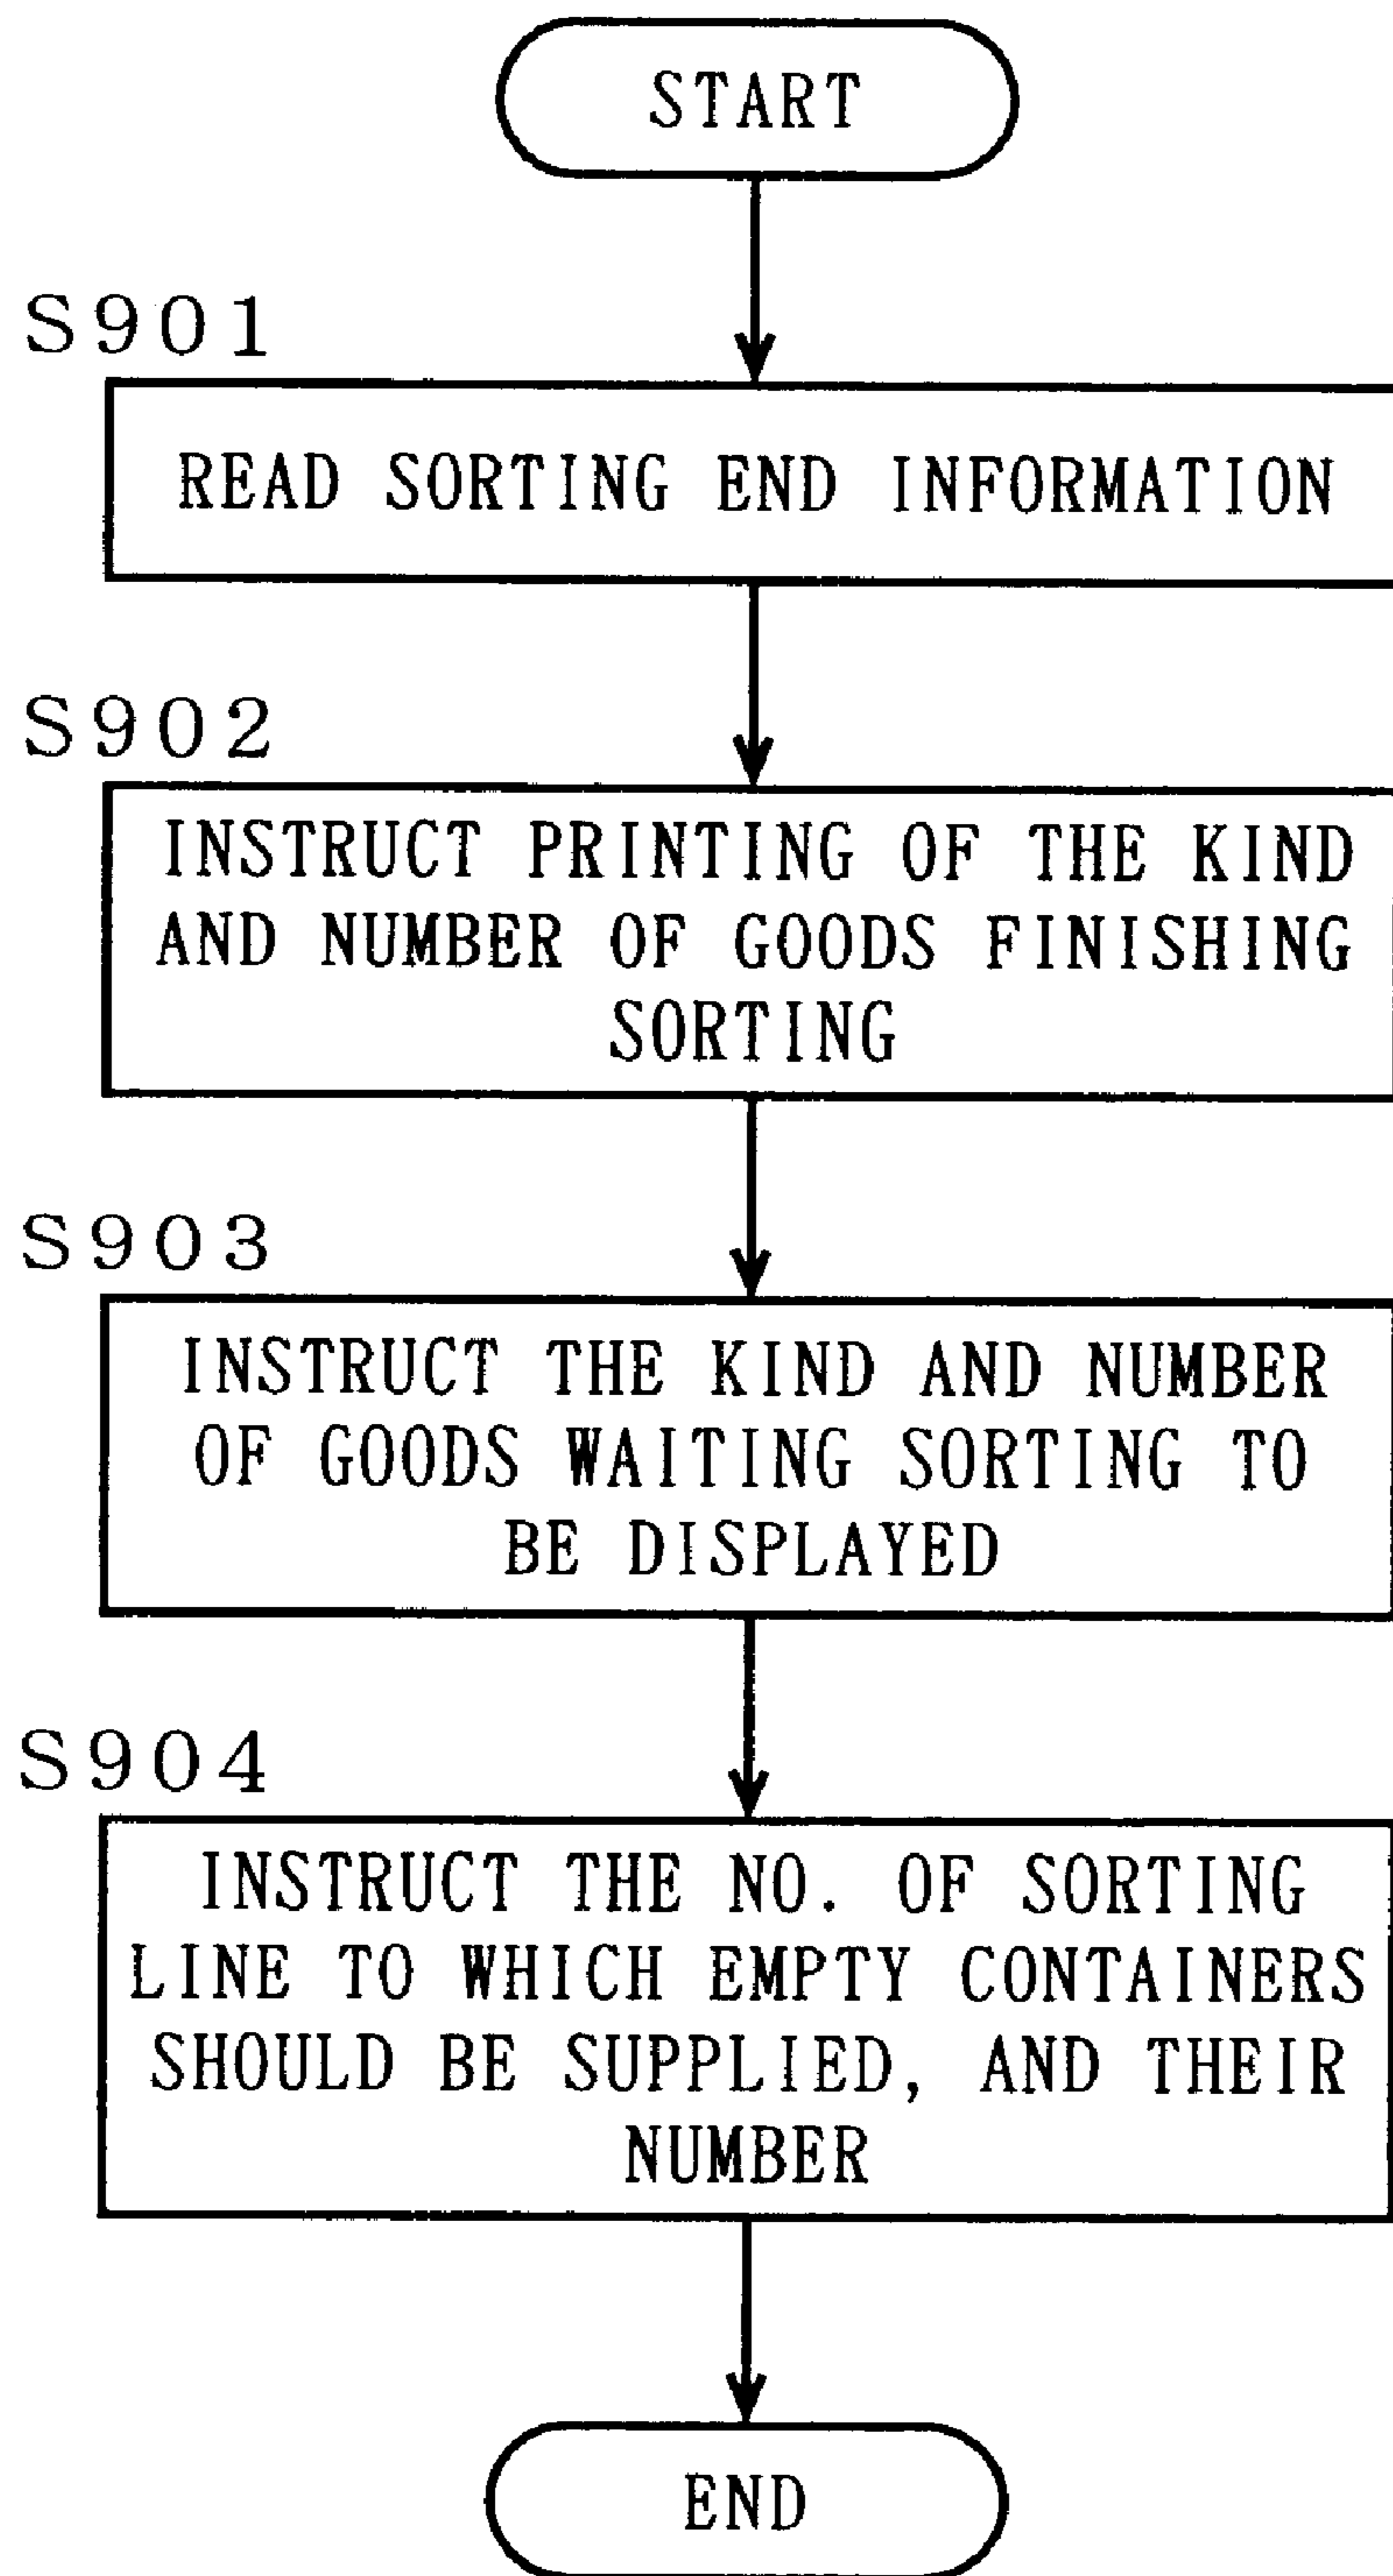 START
S901
READ SORTING END INFORMATION
S902
INSTRUCT PRINTING OF THE KIND
AND NUMBER OF GOODS FINISHING
SORTING
S903
INSTRUCT THE KIND AND NUMBER
OF GOODS WAITING SORTING TO
BE DISPLAYED
S904
INSTRUCT THE NO. OF SORTING
LINE TO WHICH EMPTY CONTAINERS
SHOULD BE SUPPLIED, AND THEIR
NUMBER
END